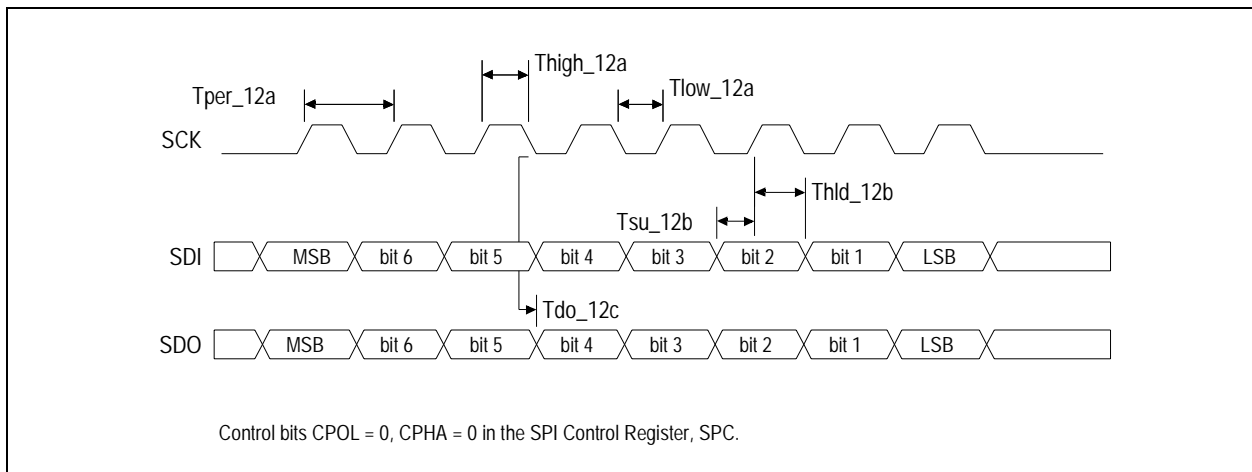 Thigh_12a
Tper_12a
Tlow_12a
SCK
Thld_12b
Tsu_12b
SDI MSB bit 6 bit 5 bit 4 bit 3 bit 2 bit 1 LSB
Tdo_12c
SDO MSB bit 6 bit 5 bit 4 bit 3 bit 2 bit 1 LSB
Control bits CPOL = 0, CPHA = 0 in the SPI Control Register, SPC.